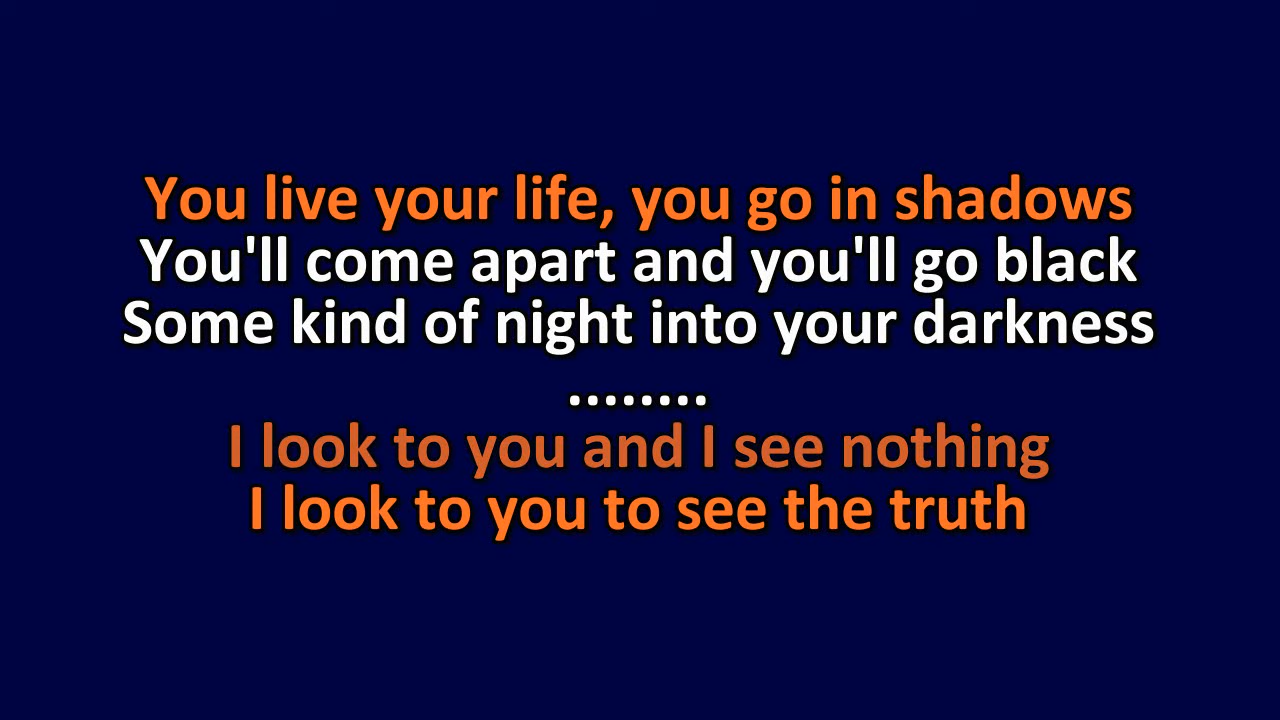 You live your life, you go in shadows
You'll come apart and you'll go black
Some kind of night into your darkness
........
I look to you and I see nothing
I look to you to see the truth